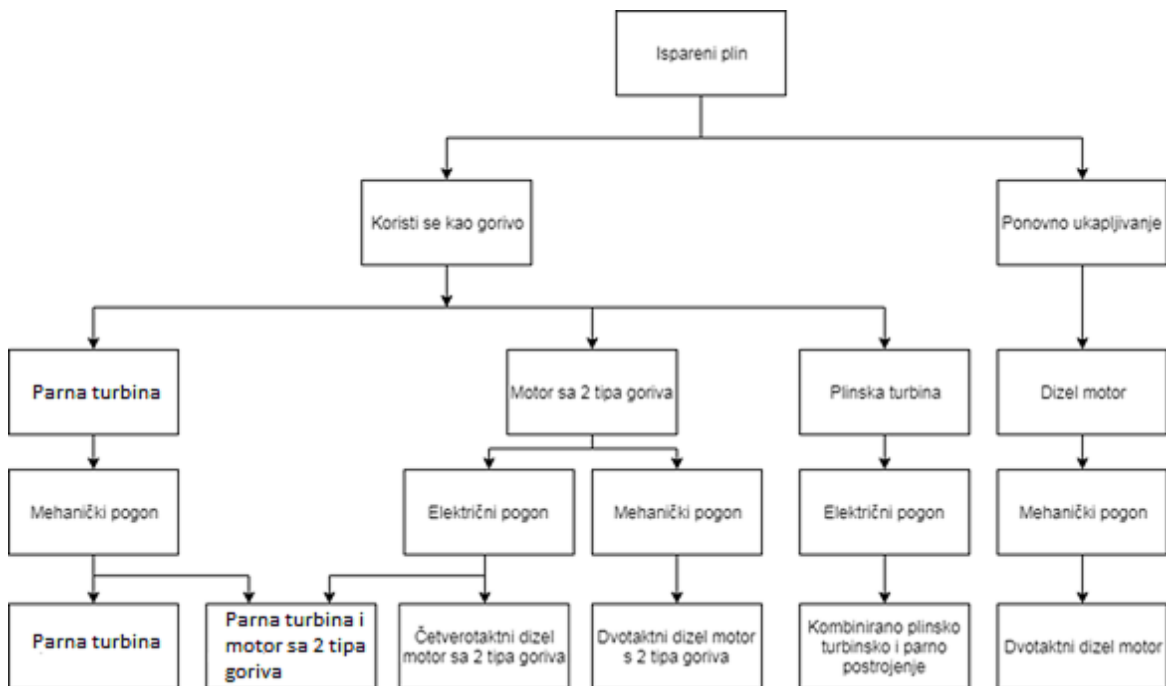 Ispareni plin
Koristi se kao gorivo
Ponovno ukapljivanje
Parna turbina
Motor sa 2 tipa goriva
Plinska turbina
Dizel motor
Mehanički pogon
Električni pogon
Mehanički pogon
Električni pogon
Mehanički pogon
Parna turbina
Parna turbina i
motor sa 2 tipa
goriva
Četverotaktni dizel
motor sa 2 tipa goriva
Dvotaktni dizel motor
s 2 tipa goriva
Kombinirano plinsko
turbinsko i parno
postrojenje
Dvotaktni dizel motor